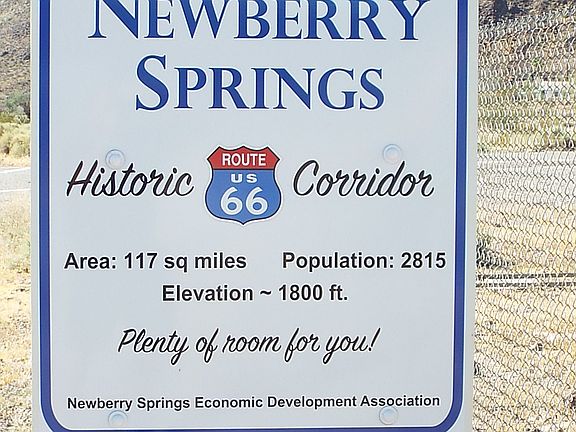 NEWBERRY
SPRINGS
Historic ROUTE US 66 Corridor
Area: 117 sq miles Population: 2815
Elevation ~ 1800 ft.
Plenty of room for you!
Newberry Springs Economic Development Association